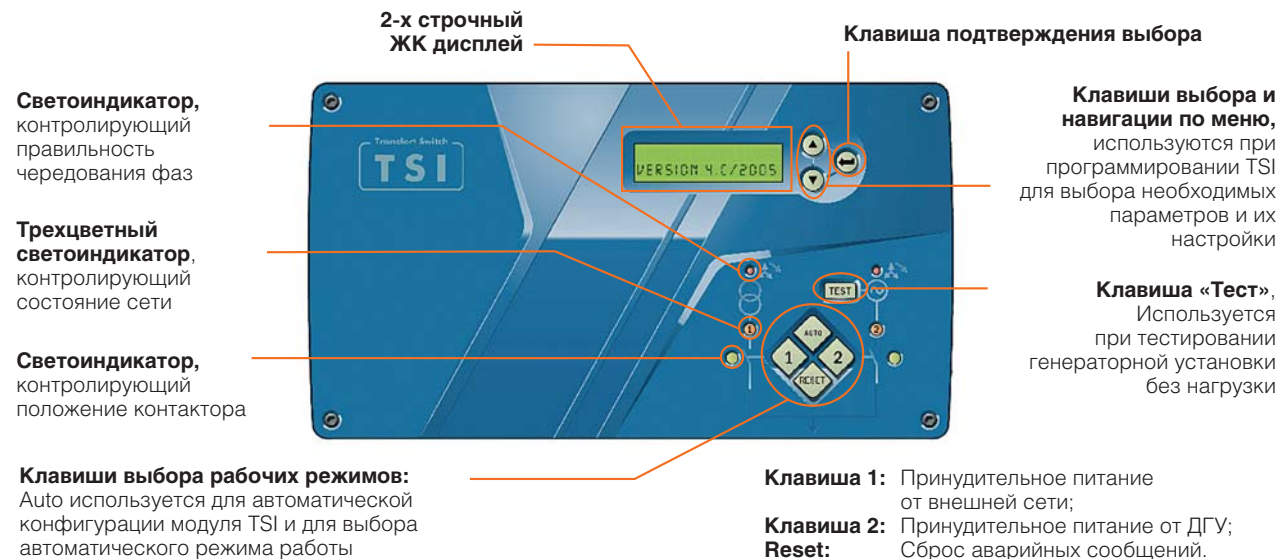 2-х строчный
ЖК дисплей
Клавиша подтверждения выбора
Светоиндикатор,
контролирующий
правильность
чередования фаз
Трехцветный
светоиндикатор,
контролирующий
состояние сети
Светоиндикатор,
контролирующий
положение контактора
Transfert Switch
TSI
VERSION 4.C/2005
TEST
1
2
AUTO
1
2
RESET
Клавиши выбора и
навигации по меню,
используются при
программировании TSI
для выбора необходимых
параметров и их
настройки
Клавиша «Тест»,
Используется
при тестировании
генераторной установки
без нагрузки
Клавиши выбора рабочих режимов:
Auto используется для автоматической
конфигурации модуля TSI и для выбора
автоматического режима работы
Клавиша 1: Принудительное питание
от внешней сети;
Клавиша 2: Принудительное питание от ДГУ;
Reset: Сброс аварийных сообщений.